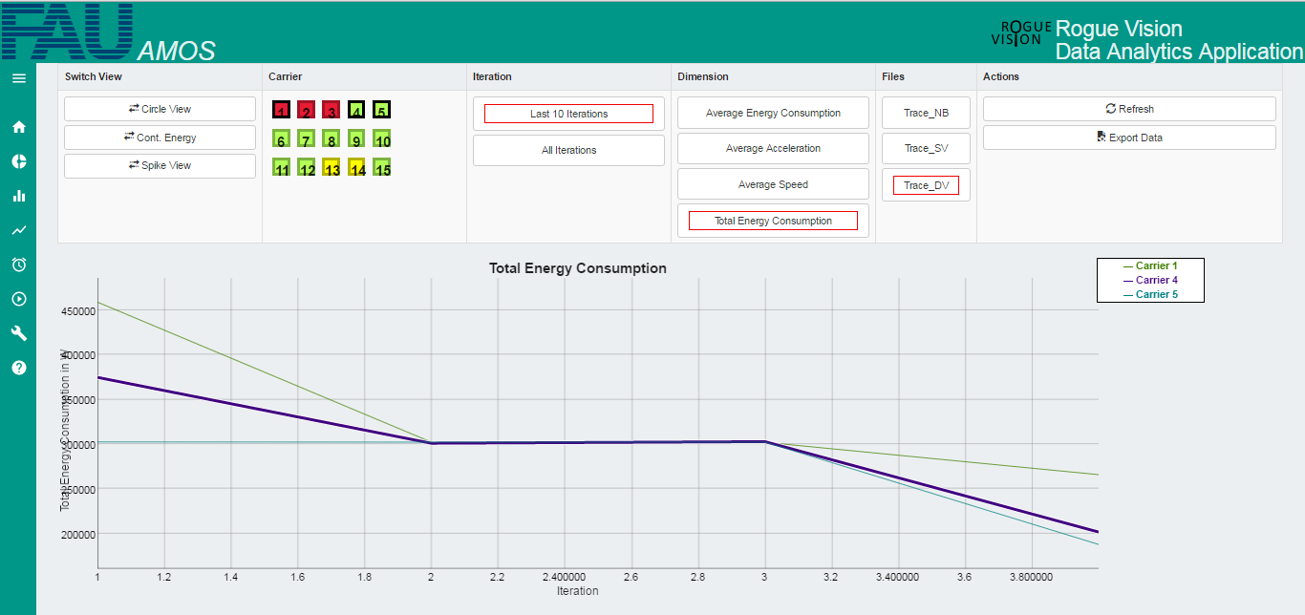 FAU AMOS
ROGUE VISION
Rogue Vision
Data Analytics Application
Switch View
Circle View
Cont. Energy
Spike View
Carrier
1 2 3 4 5
6 7 8 9 10
11 12 13 14 15
Iteration
Last 10 Iterations
All Iterations
Dimension
Average Energy Consumption
Average Acceleration
Average Speed
Total Energy Consumption
Files
Trace_NB
Trace_SV
Trace_DV
Actions
Refresh
Export Data
Total Energy Consumption
Carrier 1
Carrier 4
Carrier 5
Total Energy Consumption in W
450000
400000
350000
300000
250000
200000
1 1.2 1.4 1.6 1.8 2 2.2 2.400000 2.6 2.8 3 3.2 3.400000 3.6 3.800000
Iteration